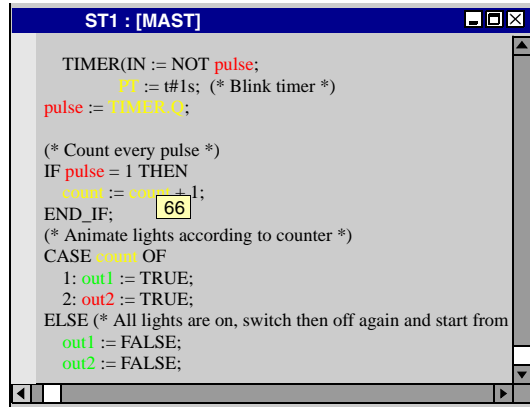 ST1 : [MAST]
TIMER(IN := NOT pulse;
PT := t#1s; (* Blink timer *)
pulse := TIMER.Q;
(* Count every pulse *)
IF pulse = 1 THEN
count := count + 1;
66
END_IF;
(* Animate lights according to counter *)
CASE count OF
1: out1 := TRUE;
2: out2 := TRUE;
ELSE (* All lights are on, switch then off again and start from
out1 := FALSE;
out2 := FALSE;